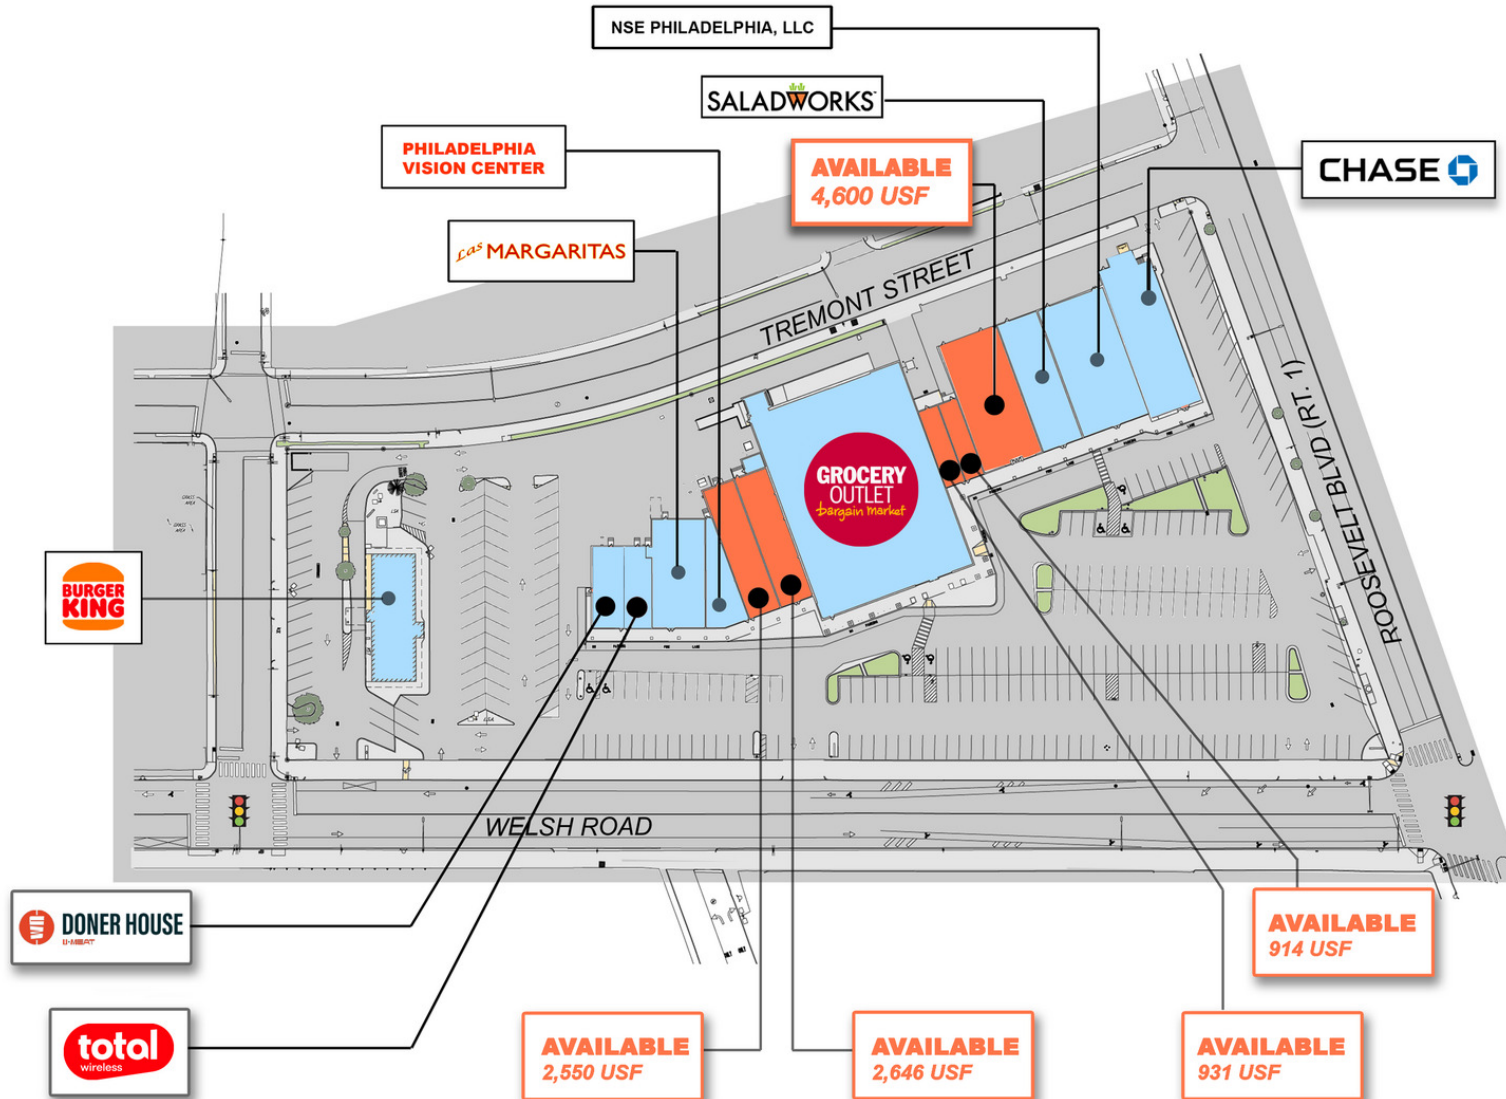 NSE PHILADELPHIA, LLC
SALADWORKS
PHILADELPHIA
VISION CENTER
AVAILABLE
4,600 USF
CHASE
Las MARGARITAS
TREMONT STREET
ROOSEVELT BLVD (RT. 1)
GROCERY
OUTLET
bargain market
BURGER
KING
WELSH ROAD
DONER HOUSE
U-MEAT
AVAILABLE
914 USF
total
wireless
AVAILABLE
2,550 USF
AVAILABLE
2,646 USF
AVAILABLE
931 USF